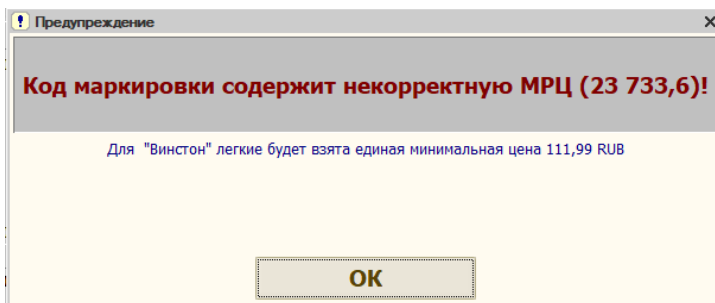 Предупреждение
Код маркировки содержит некорректную МРЦ (23 733,6)!
Для "Винстон" легкие будет взята единая минимальная цена 111,99 RUB
ОК